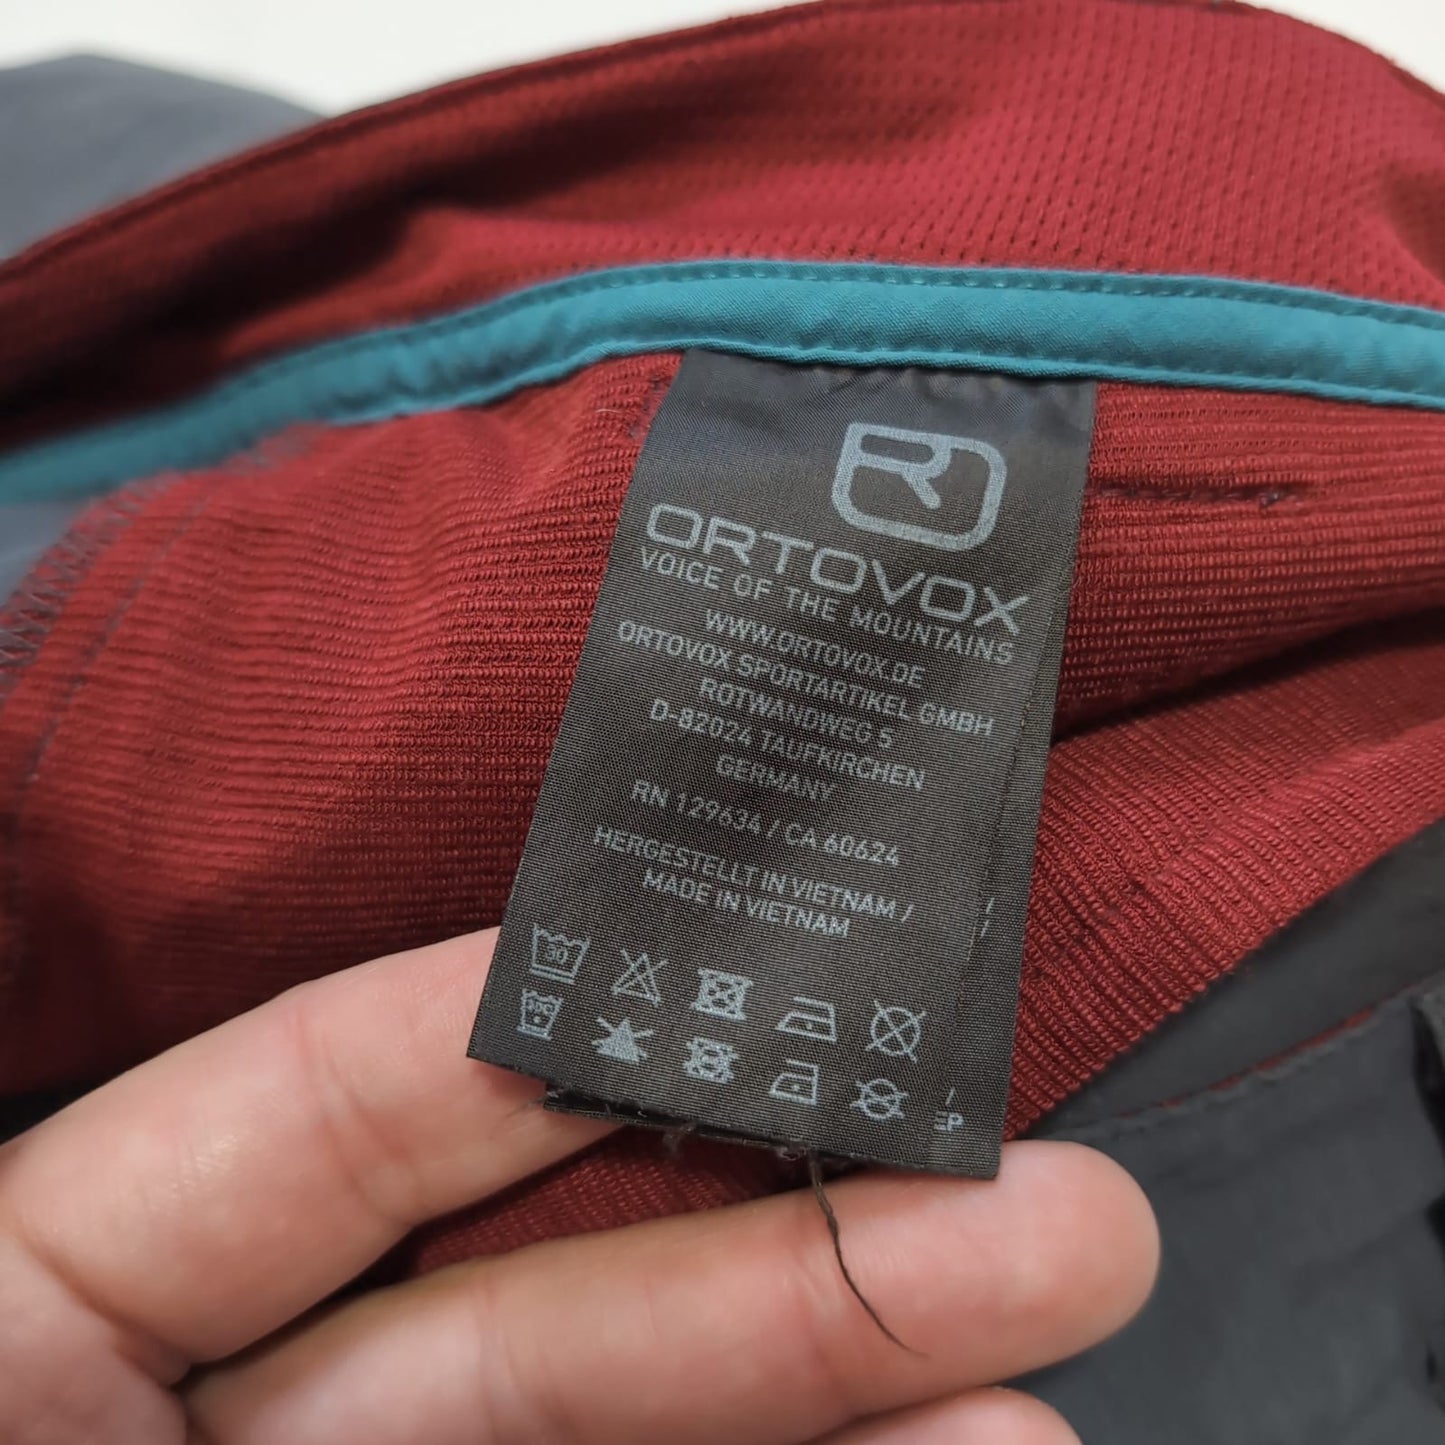 ORTOVOX
VOICE OF THE MOUNTAINS
WWW.ORTOVOX.DE
ORTOVOX SPORTARTIKEL GMBH
ROTWANDWEG 5
D-82024 TAUFKIRCHEN
GERMANY
RN 129634 / CA 60624
HERGESTELLT IN VIETNAM /
MADE IN VIETNAM
30